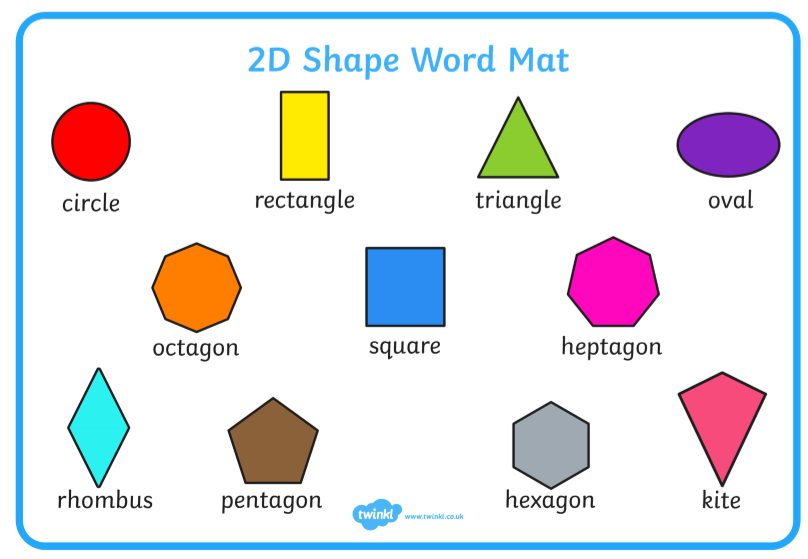 2D Shape Word Mat
circle
rectangle
triangle
oval
octagon
square
heptagon
rhombus
pentagon
hexagon
kite
twinkl
www.twinkl.co.uk